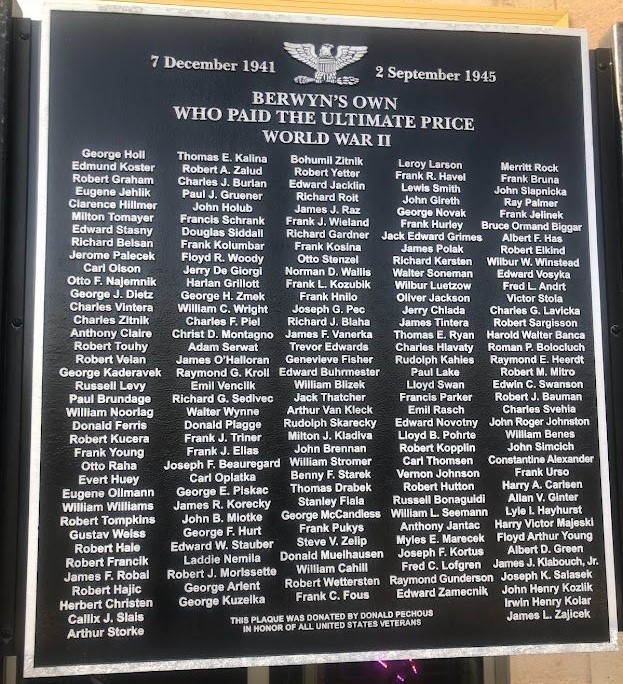 7 December 1941
2 September 1945
BERWYN'S OWN
WHO PAID THE ULTIMATE PRICE
WORLD WAR II
George Holl
Edmund Koster
Robert Graham
Eugene Jehlik
Clarence Hillmer
Milton Tomayer
Edward Stasny
Richard Belsan
Jerome Palecek
Carl Olson
Otto F. Najemnik
George J. Dietz
Charles Vintera
Charles Zitnik
Anthony Claire
Robert Touhy
Robert Velan
George Kaderavek
Russell Levy
Paul Brundage
William Noorlag
Donald Ferris
Robert Kucera
Frank Young
Otto Raha
Evert Huey
Eugene Ollmann
William Williams
Robert Tompkins
Gustav Weiss
Robert Hale
Robert Francik
James F. Robal
Robert Hajic
Herbert Christen
Callix J. Slais
Arthur Storke
Thomas E. Kalina
Robert A. Zalud
Charles J. Burian
Paul J. Gruener
John Holub
Francis Schrank
Douglas Siddall
Frank Kolumbar
Floyd R. Woody
Jerry De Giorgi
Harlan Grillott
George H. Zmek
William C. Wright
Charles F. Piel
Christ D. Montagno
Adam Serwat
James O'Halloran
Raymond G. Kroll
Emil Venclik
Richard G. Sedivec
Walter Wynne
Donald Plagge
Frank J. Triner
Frank J. Elias
Joseph F. Beauregard
Carl Oplatka
George E. Piskac
James R. Korecky
John B. Miotke
George F. Hurt
Edward W. Stauber
Laddie Nemila
Robert J. Morissette
George Arient
George Kuzelka
Bohumil Zitnik
Robert Yetter
Edward Jacklin
Richard Roit
James J. Raz
Frank J. Wieland
Richard Gardner
Frank Kosina
Otto Stenzel
Norman D. Wallis
Frank L. Kozubik
Frank Hnilo
Joseph G. Pec
Richard J. Blaha
James F. Vanerka
Trevor Edwards
Genevieve Fisher
Edward Buhrmester
William Blizek
Jack Thatcher
Arthur Van Kleck
Rudolph Skarecky
Milton J. Kladiva
John Brennan
William Stromer
Benny F. Starek
Thomas Drabek
Stanley Fiala
George McCandless
Frank Pukys
Steve V. Zelip
Donald Muelhausen
William Cahill
Robert Wettersten
Frank C. Fous
Leroy Larson
Frank R. Havel
Lewis Smith
John Gireth
George Novak
Frank Hurley
Jack Edward Grimes
James Polak
Richard Kersten
Walter Soneman
Wilbur Luetzow
Oliver Jackson
Jerry Chlada
James Tintera
Thomas E. Ryan
Charles Hlavaty
Rudolph Kahles
Paul Lake
Lloyd Swan
Francis Parker
Emil Rasch
Edward Novotny
Lloyd B. Pohrte
Robert Kopplin
Carl Thomsen
Vernon Johnson
Robert Hutton
Russell Bonaguidi
William L. Seemann
Anthony Jantac
Myles E. Marecek
Joseph F. Kortus
Fred C. Lofgren
Raymond Gunderson
Edward Zamecnik
Merritt Rock
Frank Bruna
John Slapnicka
Ray Palmer
Frank Jelinek
Bruce Ormand Biggar
Albert F. Has
Robert Elkind
Wilbur W. Winstead
Edward Vosyka
Fred L. Andrt
Victor Stola
Charles G. Lavicka
Robert Sargisson
Harold Walter Banca
Roman P. Bolocluch
Raymond E. Heerdt
Robert M. Mitro
Edwin C. Swanson
Robert J. Bauman
Charles Svehla
John Roger Johnston
William Benes
John Simcich
Constantine Alexander
Frank Urso
Harry A. Carlsen
Allan V. Ginter
Lyle I. Hayhurst
Harry Victor Majeski
Floyd Arthur Young
Albert D. Green
James J. Klabouch, Jr.
Joseph K. Salasek
John Henry Kozlik
Irwin Henry Kolar
James L. Zajicek
THIS PLAQUE WAS DONATED BY DONALD PECHOUS
IN HONOR OF ALL UNITED STATES VETERANS